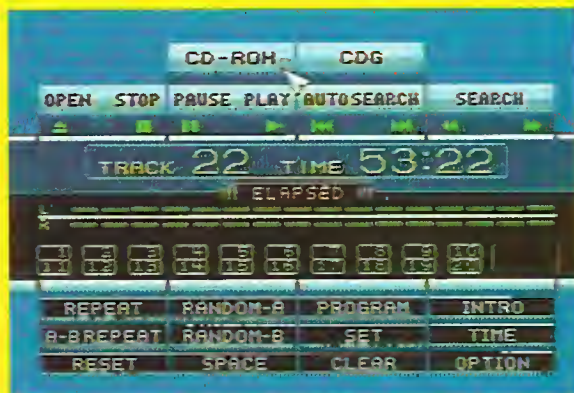 CD-ROM CDG
OPEN STOP PAUSE PLAY AUTOSEARCH SEARCH
TRACK 22 TIME 53:22
ELAPSED
1 2 3 4 5 6 7 8 9 10
11 12 13 14 15 16 17 18 19 20
REPEAT RANDOM-A PROGRAM INTRO
A-BREPEAT RANDOM-B SET TIME
RESET SPACE CLEAR OPTION